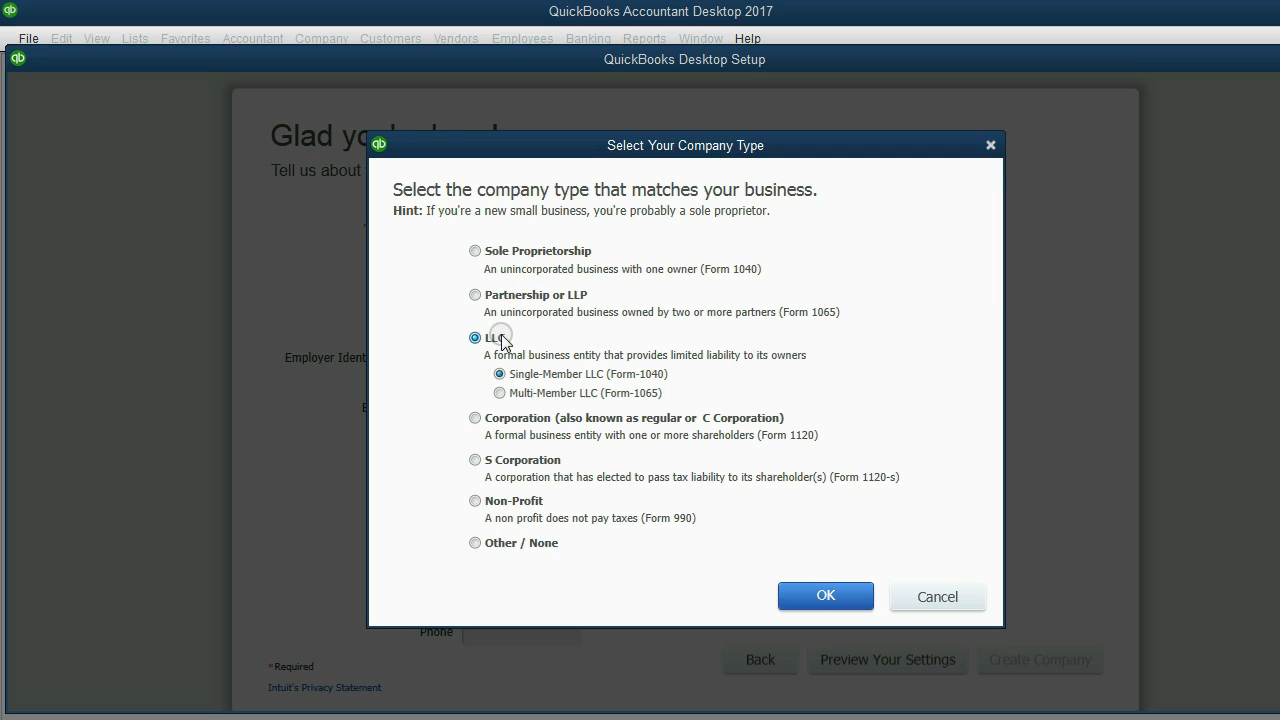 QuickBooks Accountant Desktop 2017
File Edit View Lists Favorites Accountant Company Customers Vendors Employees Banking Reports Window Help
QuickBooks Desktop Setup
Glad
Select Your Company Type
Tell us about
Select the company type that matches your business.
Hint: If you're a new small business, you're probably a sole proprietor.
Sole Proprietorship
An unincorporated business with one owner (Form 1040)
Partnership or LLP
An unincorporated business owned by two or more partners (Form 1065)
LLC
Employer Ident
A formal business entity that provides limited liability to its owners
Single-Member LLC (Form-1040)
Multi-Member LLC (Form-1065)
Corporation (also known as regular or C Corporation)
A formal business entity with one or more shareholders (Form 1120)
S Corporation
A corporation that has elected to pass tax liability to its shareholder(s) (Form 1120-s)
Non-Profit
A non profit does not pay taxes (Form 990)
Other / None
OK Cancel
Phone
*Required
Back Preview Your Settings Create Company
Intuit's Privacy Statement